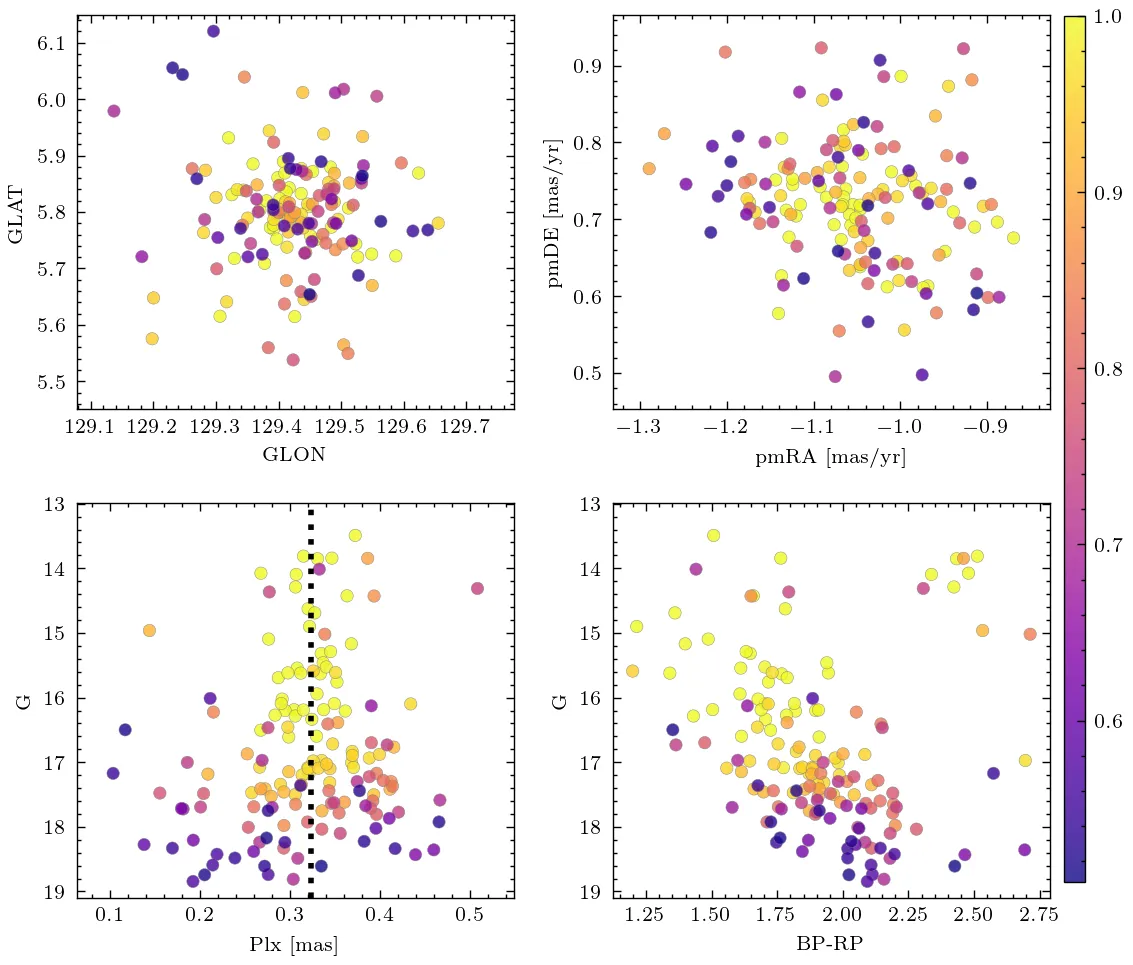 6.1
6.0
5.9
5.8
5.7
5.6
5.5
GLAT
129.1 129.2 129.3 129.4 129.5 129.6 129.7
GLON
0.9
0.8
0.7
0.6
0.5
pmDE [mas/yr]
−1.3 −1.2 −1.1 −1.0 −0.9
pmRA [mas/yr]
1.0
0.9
0.8
0.7
0.6
13
14
15
16
17
18
19
G
0.1 0.2 0.3 0.4 0.5
Plx [mas]
13
14
15
16
17
18
19
G
1.25 1.50 1.75 2.00 2.25 2.50 2.75
BP-RP